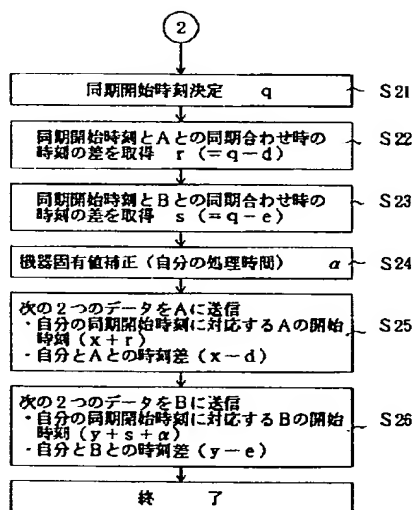 2
同期開始時刻決定 q
S21
同期開始時刻とAとの同期合わせ時の
時刻の差を取得 r (=q-d)
S22
同期開始時刻とBとの同期合わせ時の
時刻の差を取得 s (=q-e)
S23
機器固有値補正(自分の処理時間) α
S24
次の2つのデータをAに送信
・自分の同期開始時刻に対応するAの開始
時刻(x+r)
・自分とAとの時刻差(x-d)
S25
次の2つのデータをBに送信
・自分の同期開始時刻に対応するBの開始
時刻(y+s+α)
・自分とBとの時刻差(y-e)
S26
終 了